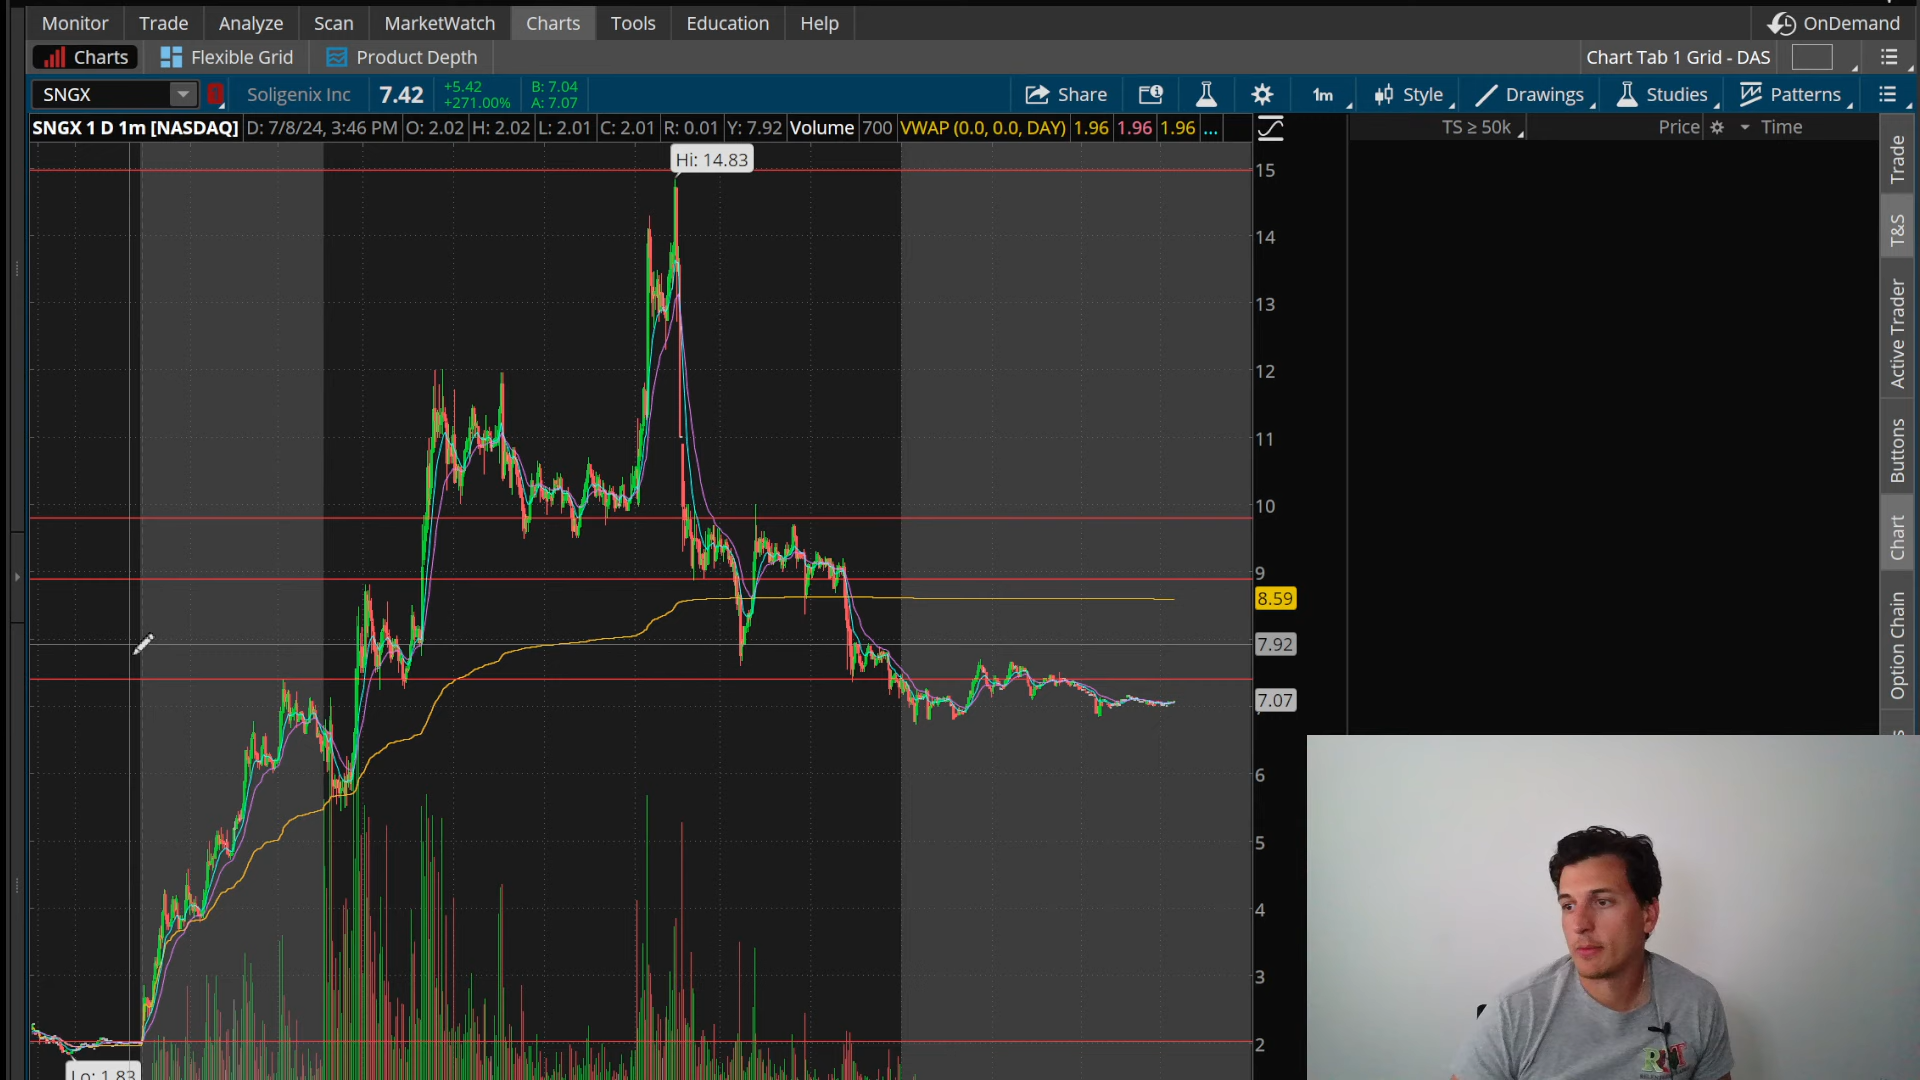 Monitor Trade Analyze Scan MarketWatch Charts Tools Education Help OnDemand
Charts Flexible Grid Product Depth Chart Tab 1 Grid - DAS
SNGX Soligenix Inc 7.42 +5.42 +271.00% B: 7.04 A: 7.07 Share 1m Style Drawings Studies Patterns
SNGX 1 D 1m [NASDAQ] D: 7/8/24, 3:46 PM O: 2.02 H: 2.02 L: 2.01 C: 2.01 R: 0.01 Y: 7.92 Volume 700 VWAP (0.0, 0.0, DAY) 1.96 1.96 1.96 ... TS ≥ 50k Price Time
Hi: 14.83
15
14
13
12
11
10
9
8.59
7.92
7.07
6
5
4
3
2
Lo: 1.83
Trade
T&S
Active Trader
Buttons
Chart
Option Chain